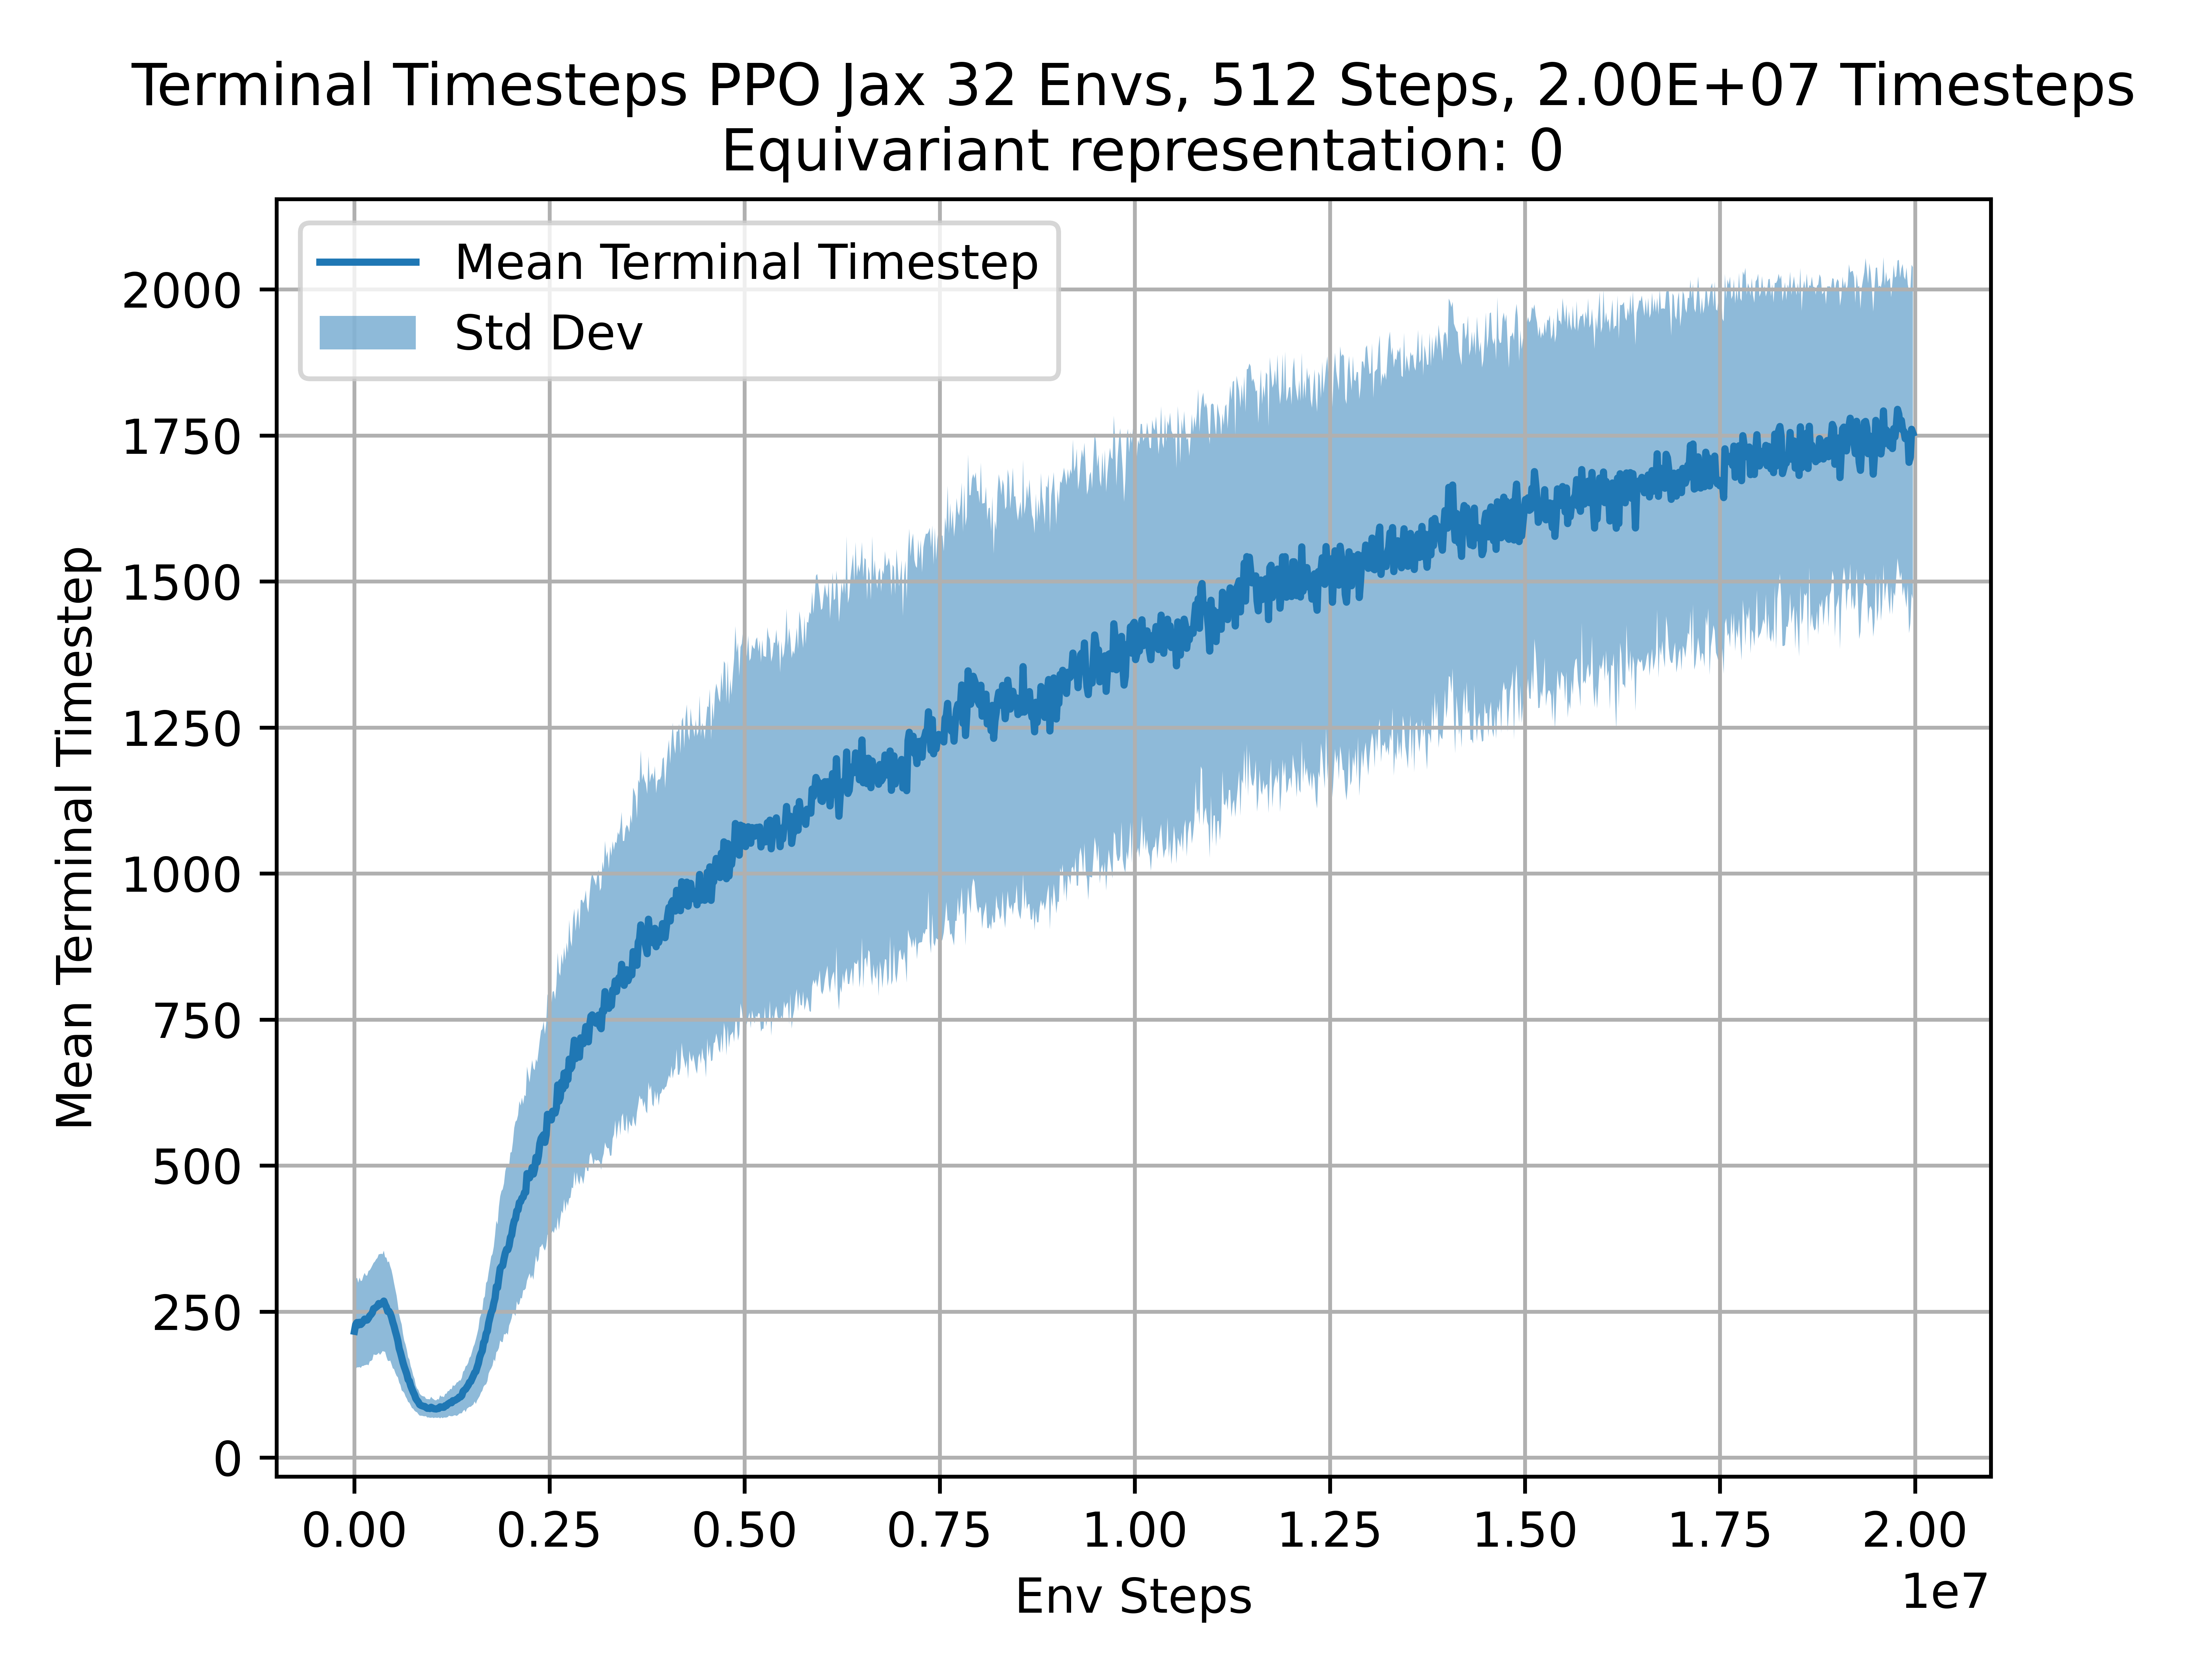 Terminal Timesteps PPO Jax 32 Envs, 512 Steps, 2.00E+07 Timesteps
Equivariant representation: 0
Mean Terminal Timestep
Std Dev
Mean Terminal Timestep
2000
1750
1500
1250
1000
750
500
250
0
0.00 0.25 0.50 0.75 1.00 1.25 1.50 1.75 2.00
Env Steps
1e7